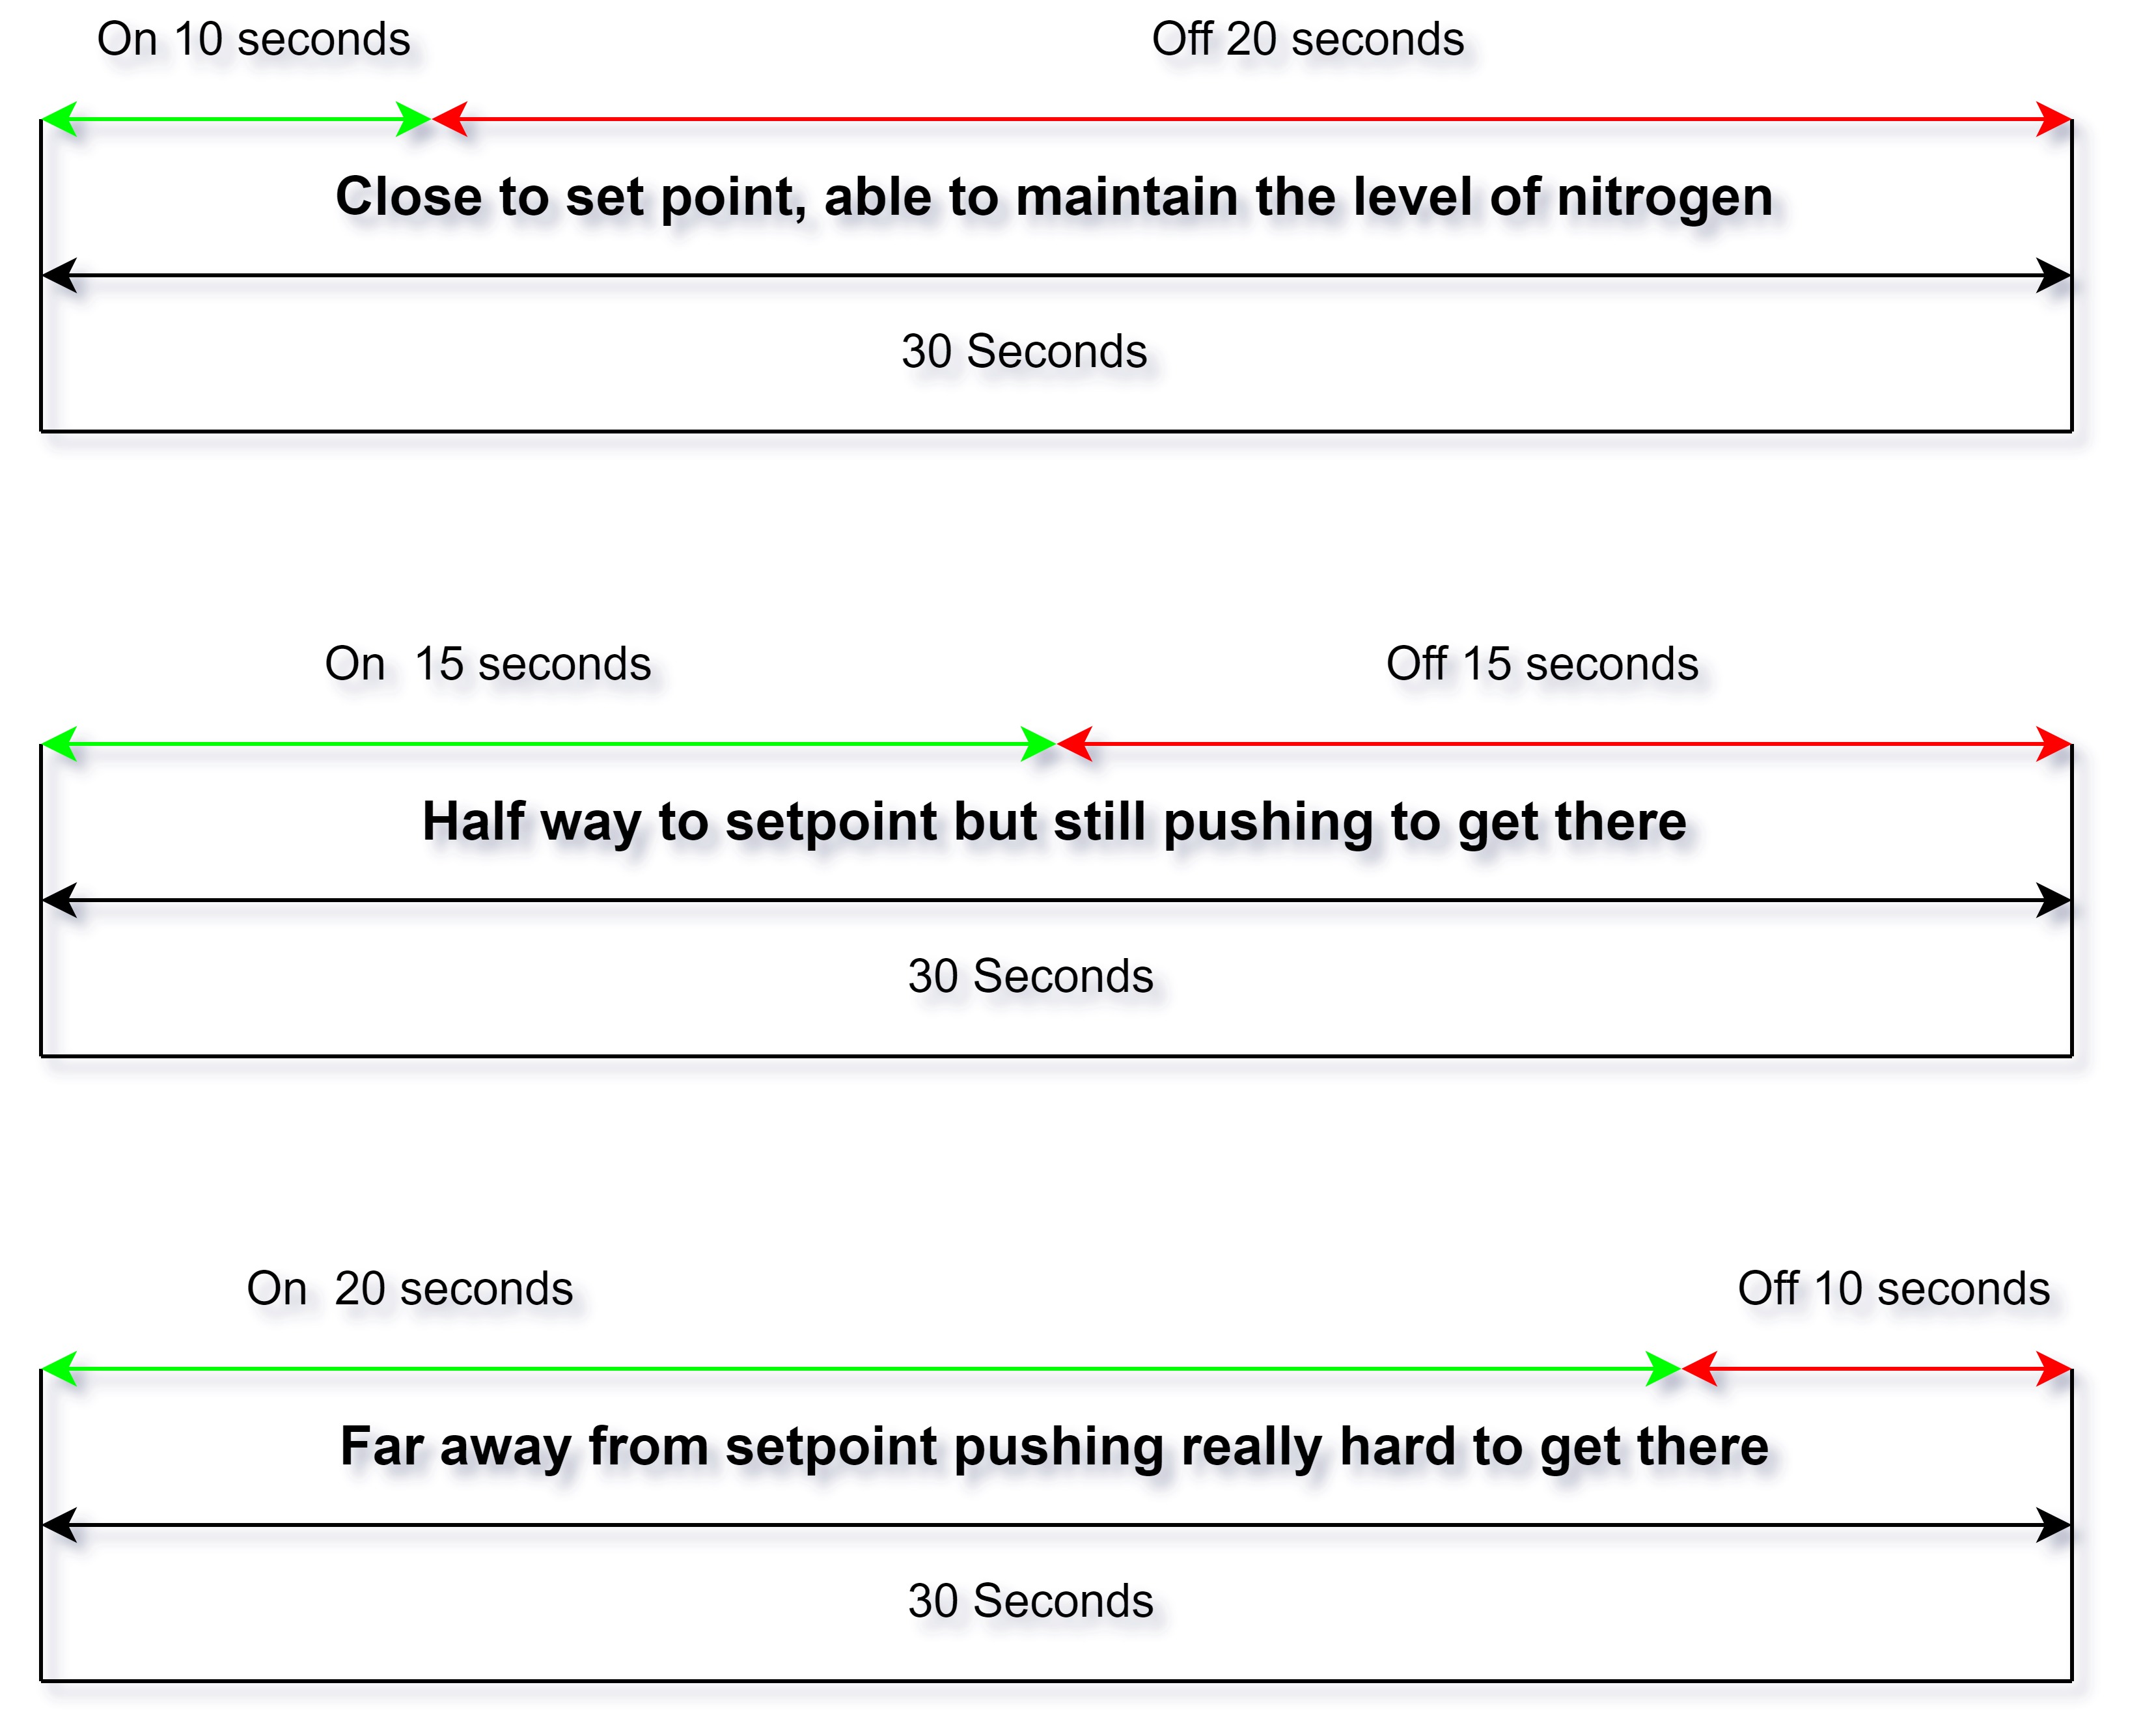 On 10 seconds
Off 20 seconds
Close to set point, able to maintain the level of nitrogen
30 Seconds
On  15 seconds
Off 15 seconds
Half way to setpoint but still pushing to get there
30 Seconds
On  20 seconds
Off 10 seconds
Far away from setpoint pushing really hard to get there
30 Seconds